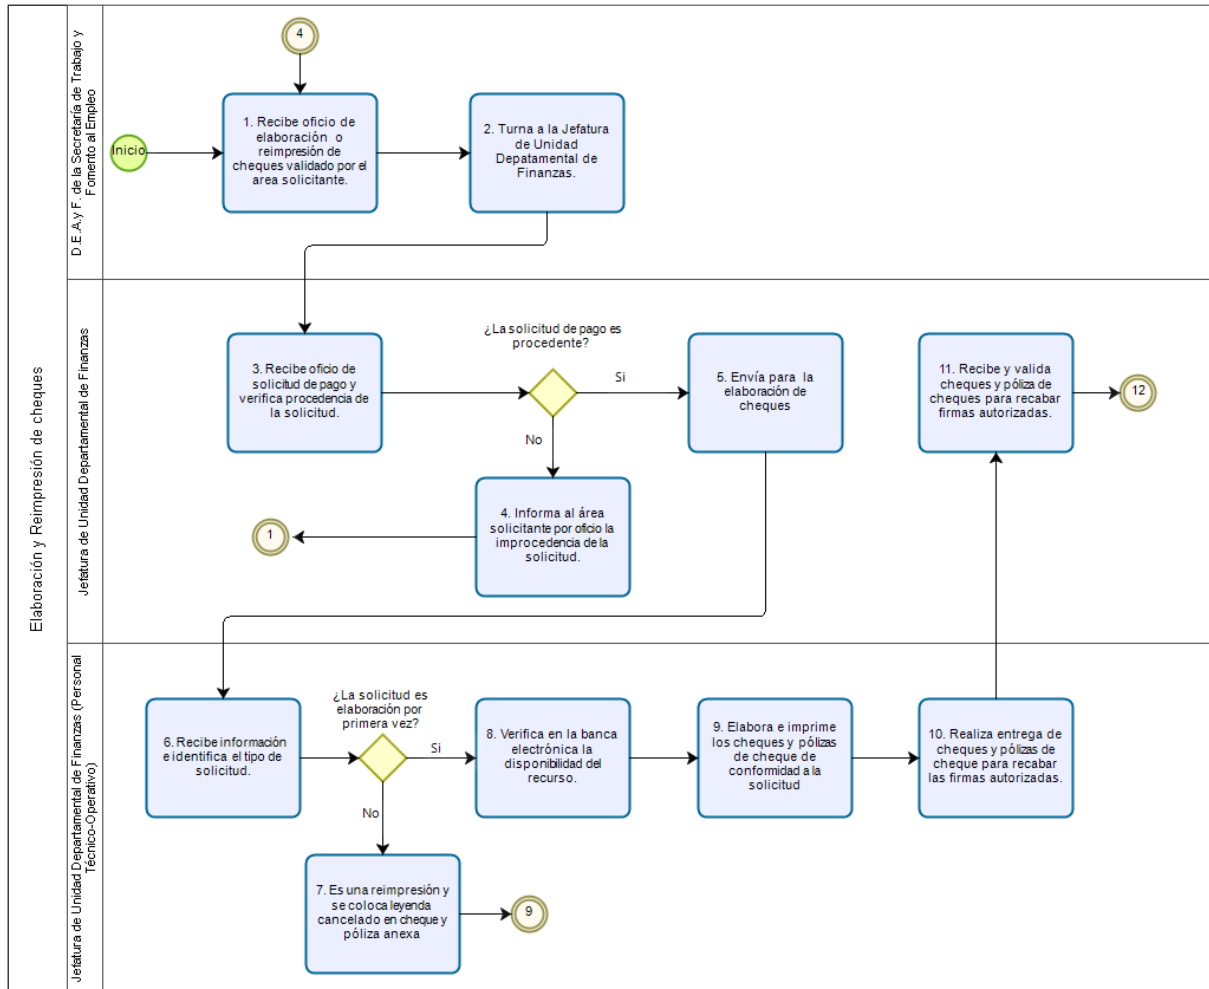 Elaboración y Reimpresión de cheques
D.E.A.y F. de la Secretaría de Trabajo y
Fomento al Empleo
4
Inicio
1. Recibe oficio de
elaboración o
reimpresión de
cheques validado por el
area solicitante.
2. Turna a la Jefatura
de Unidad
Depatamental de
Finanzas.
Jefatura de Unidad Departamental de Finanzas
3. Recibe oficio de
solicitud de pago y
verifica procedencia de
la solicitud.
¿La solicitud de pago es
procedente?
Si
No
5. Envía para la
elaboración de
cheques
11. Recibe y valida
cheques y póliza de
cheques para recabar
firmas autorizadas.
12
4. Informa al área
solicitante por oficio la
improcedencia de la
solicitud.
1
Jefatura de Unidad Departamental de Finanzas (Personal
Técnico-Operativo)
6. Recibe información
e identifica el tipo de
solicitud.
¿La solicitud es
elaboración por
primera vez?
Si
No
8. Verifica en la banca
electrónica la
disponibilidad del
recurso.
9. Elabora e imprime
los cheques y pólizas
de cheque de
conformidad a la
solicitud
10. Realiza entrega de
cheques y pólizas de
cheque para recabar
las firmas autorizadas.
7. Es una reimpresión y
se coloca leyenda
cancelado en cheque y
póliza anexa
9